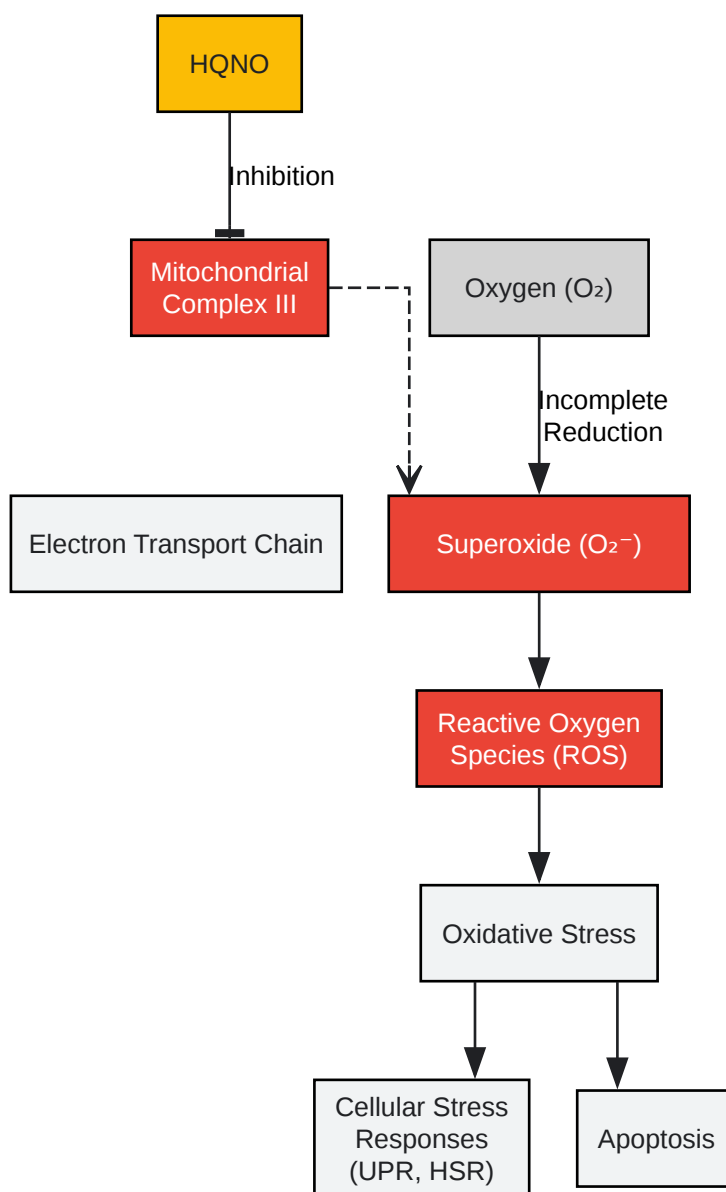 HQNO
Inhibition
Mitochondrial
Complex III
Oxygen (O₂)
Incomplete
Reduction
Electron Transport Chain
Superoxide (O₂⁻)
Reactive Oxygen
Species (ROS)
Oxidative Stress
Cellular Stress
Responses
(UPR, HSR)
Apoptosis